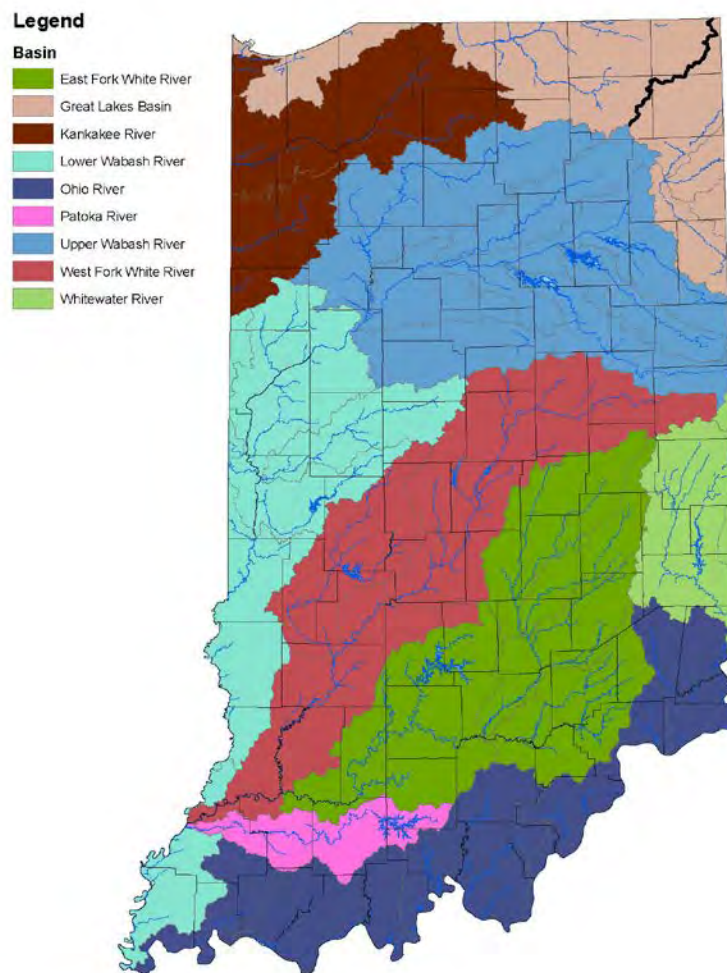 Legend
Basin
East Fork White River
Great Lakes Basin
Kankakee River
Lower Wabash River
Ohio River
Patoka River
Upper Wabash River
West Fork White River
Whitewater River